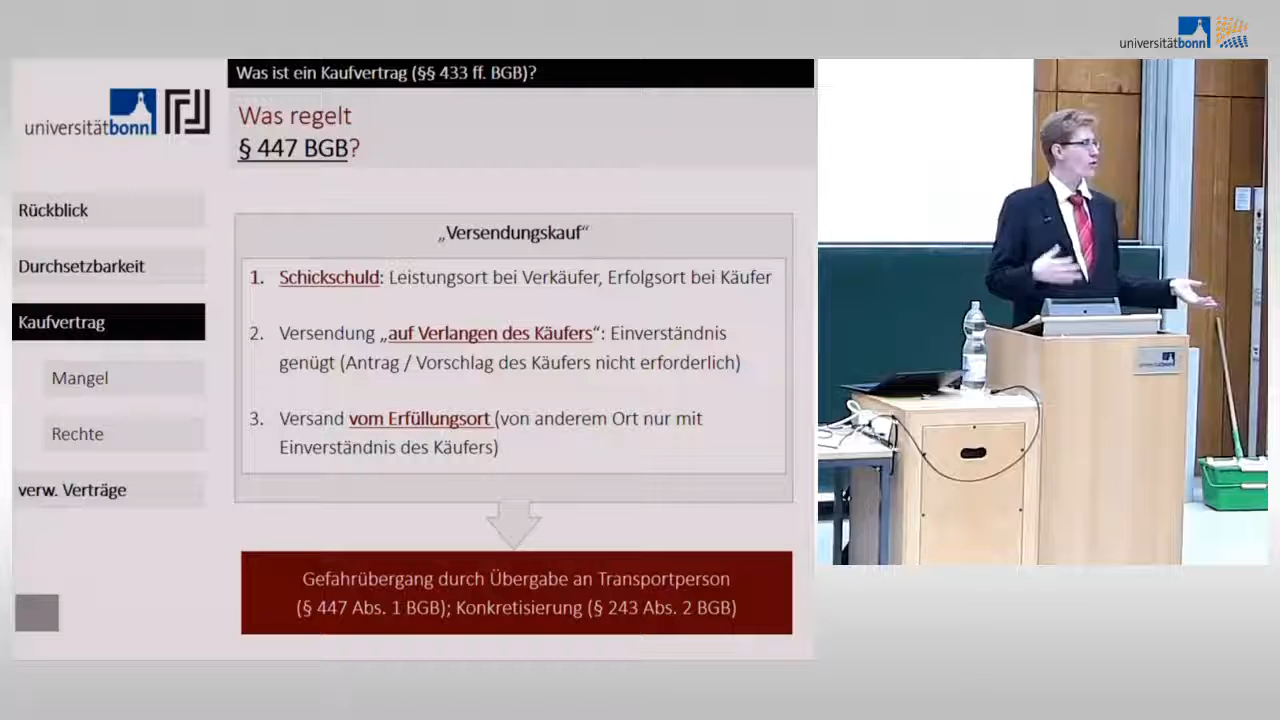 universitätbonn
Was ist ein Kaufvertrag (§§ 433 ff. BGB)?
universitätbonn
Was regelt
§ 447 BGB?
Rückblick
Durchsetzbarkeit
Kaufvertrag
Mangel
Rechte
verw. Verträge
„Versendungskauf“
1. Schickschuld: Leistungsort bei Verkäufer, Erfolgsort bei Käufer
2. Versendung „auf Verlangen des Käufers“: Einverständnis
genügt (Antrag / Vorschlag des Käufers nicht erforderlich)
3. Versand vom Erfüllungsort (von anderem Ort nur mit
Einverständnis des Käufers)
Gefahrübergang durch Übergabe an Transportperson
(§ 447 Abs. 1 BGB); Konkretisierung (§ 243 Abs. 2 BGB)
universitätbonn